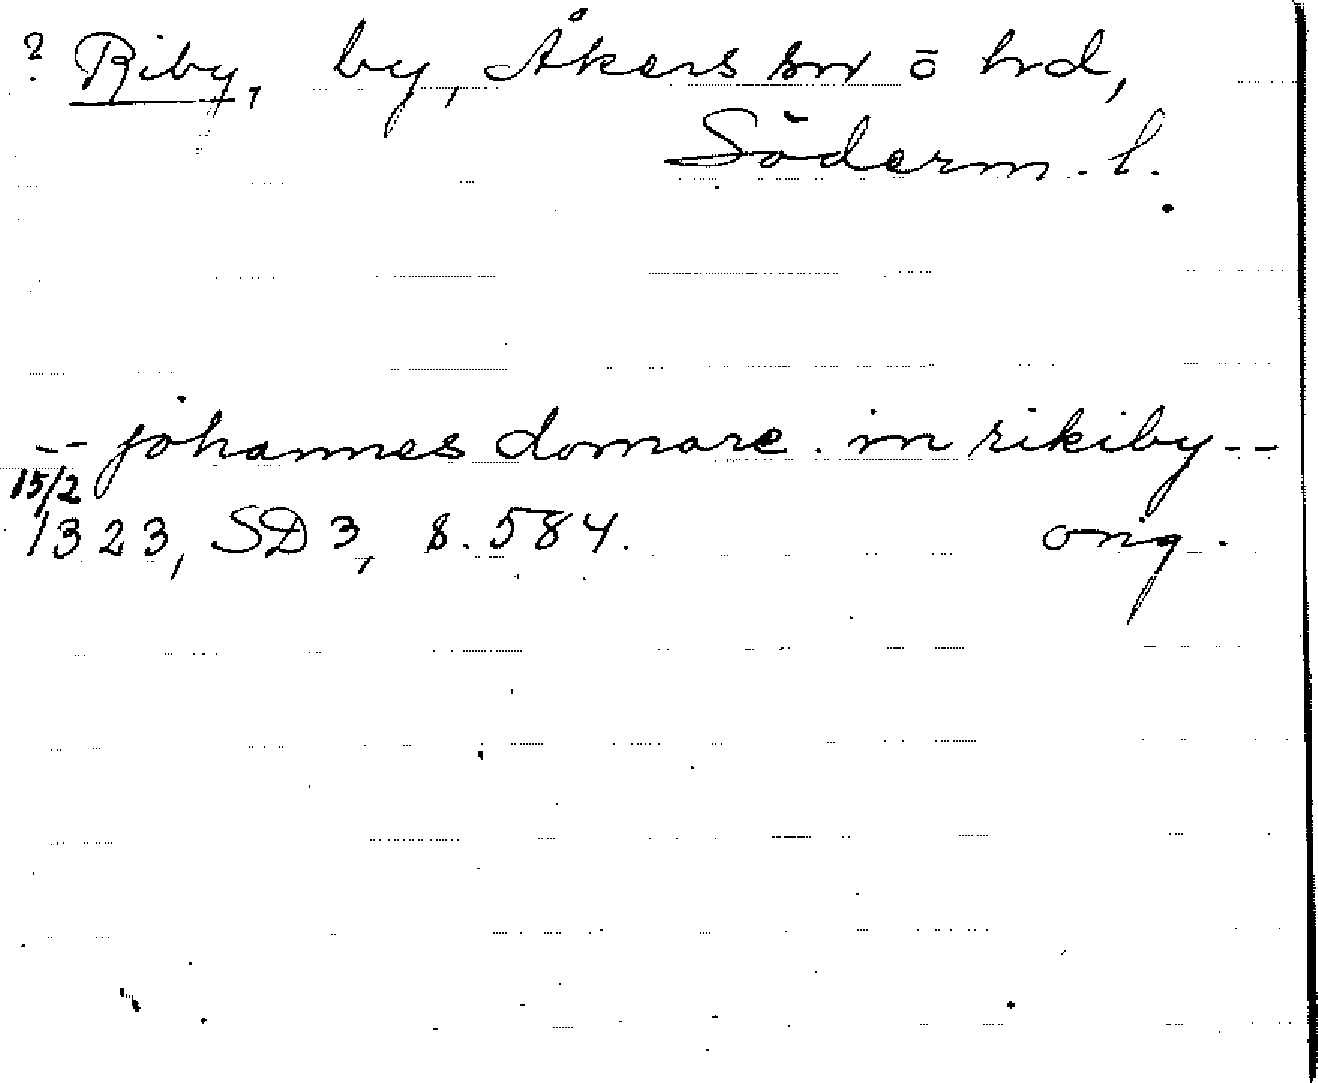 ? Riby, by, Åkers sn o hd,
Söderm. l.
-- johannes domare. in rikiby --
15/2
1323, SD 3, s. 584. orig.